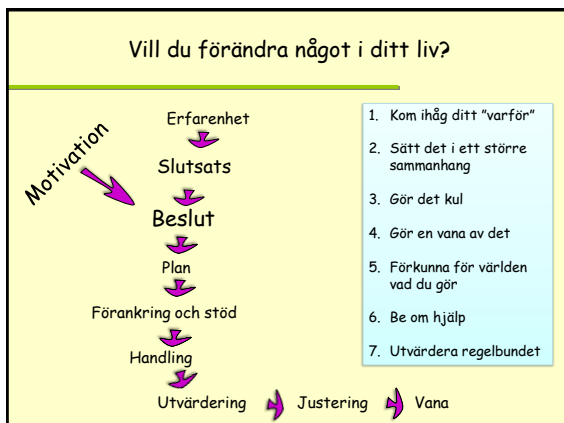 Vill du förändra något i ditt liv?
Motivation
Erfarenhet
Slutsats
Beslut
Plan
Förankring och stöd
Handling
Utvärdering
Justering
Vana
1. Kom ihåg ditt ”varför”
2. Sätt det i ett större
sammanhang
3. Gör det kul
4. Gör en vana av det
5. Förkunna för världen
vad du gör
6. Be om hjälp
7. Utvärdera regelbundet